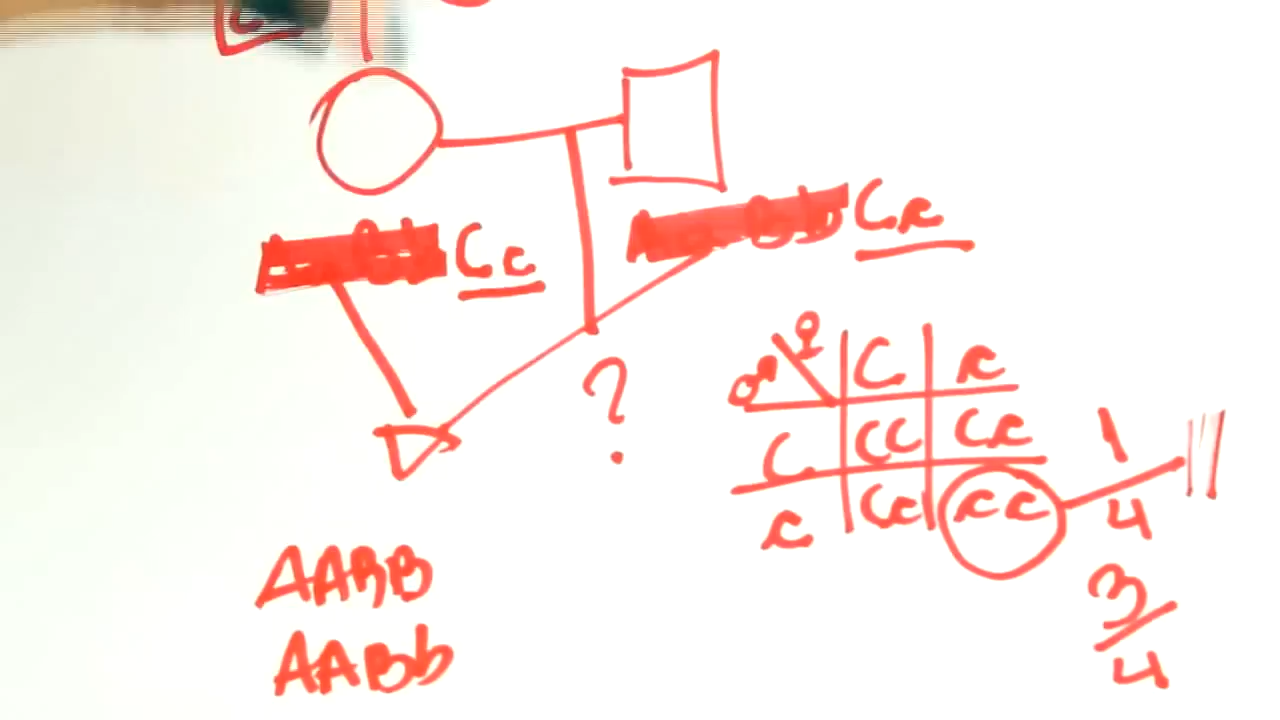 Cc
Cc
?
♂ ♀ C c
C CC Cc
c Cc cc
1/4
3/4
AABB
AABb